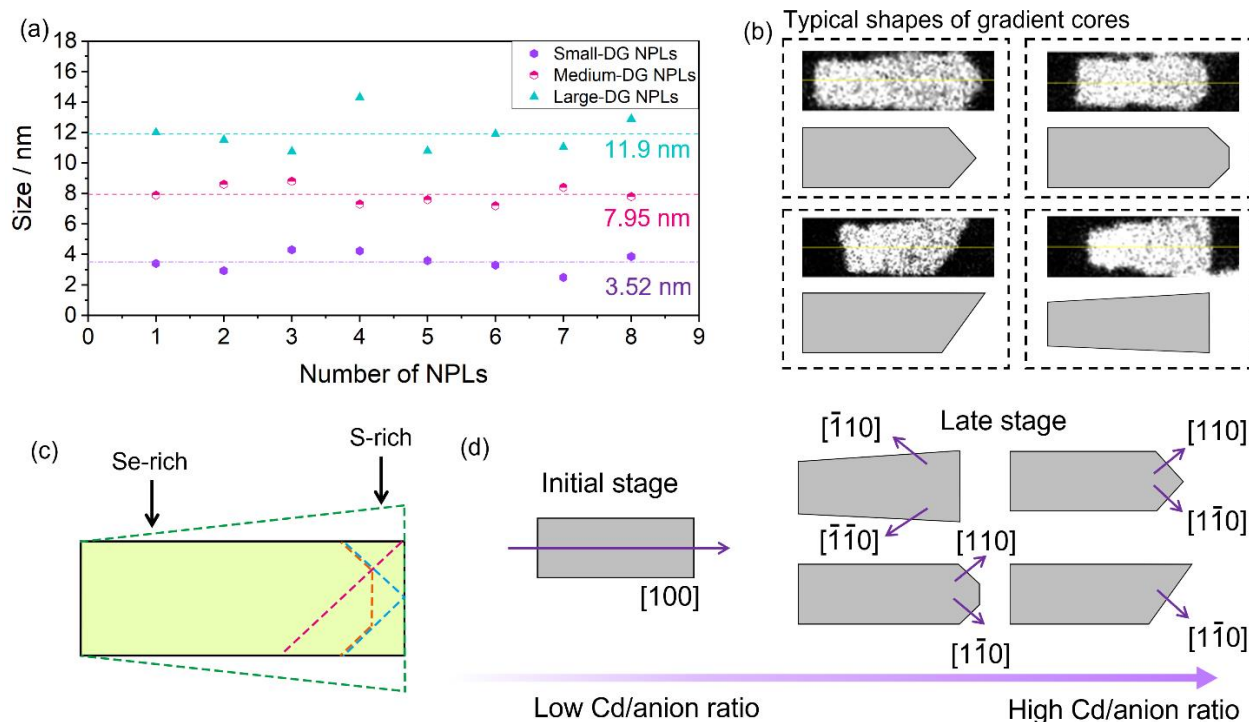 (a)
18
16
14
12
10
8
6
4
2
0
Size / nm
0 1 2 3 4 5 6 7 8 9
Number of NPLs
Small-DG NPLs
Medium-DG NPLs
Large-DG NPLs
11.9 nm
7.95 nm
3.52 nm
(b)
Typical shapes of gradient cores
(c)
Se-rich
S-rich
(d)
Initial stage
[100]
Late stage
[1̄10]
[1̄1̄0]
[110]
[11̄0]
[110]
[11̄0]
[11̄0]
Low Cd/anion ratio
High Cd/anion ratio